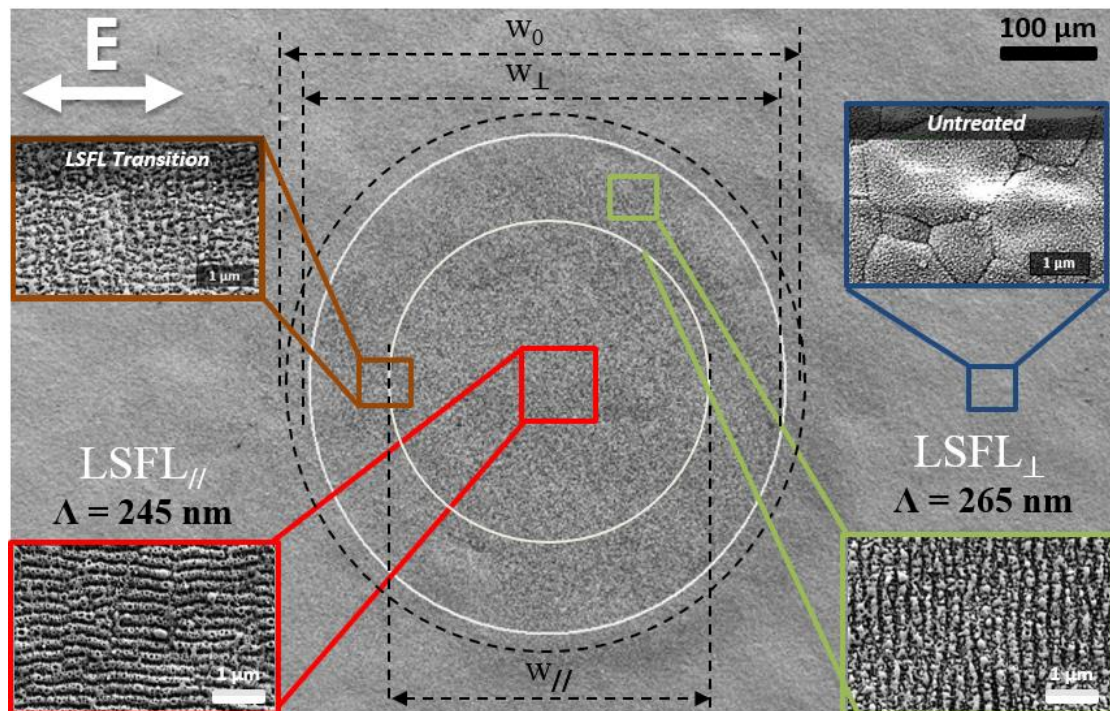 w₀
100 μm
E
w⊥
LSFL Transition
Untreated
1 μm
1 μm
LSFL//
Λ = 245 nm
LSFL⊥
Λ = 265 nm
1 μm
1 μm
w//